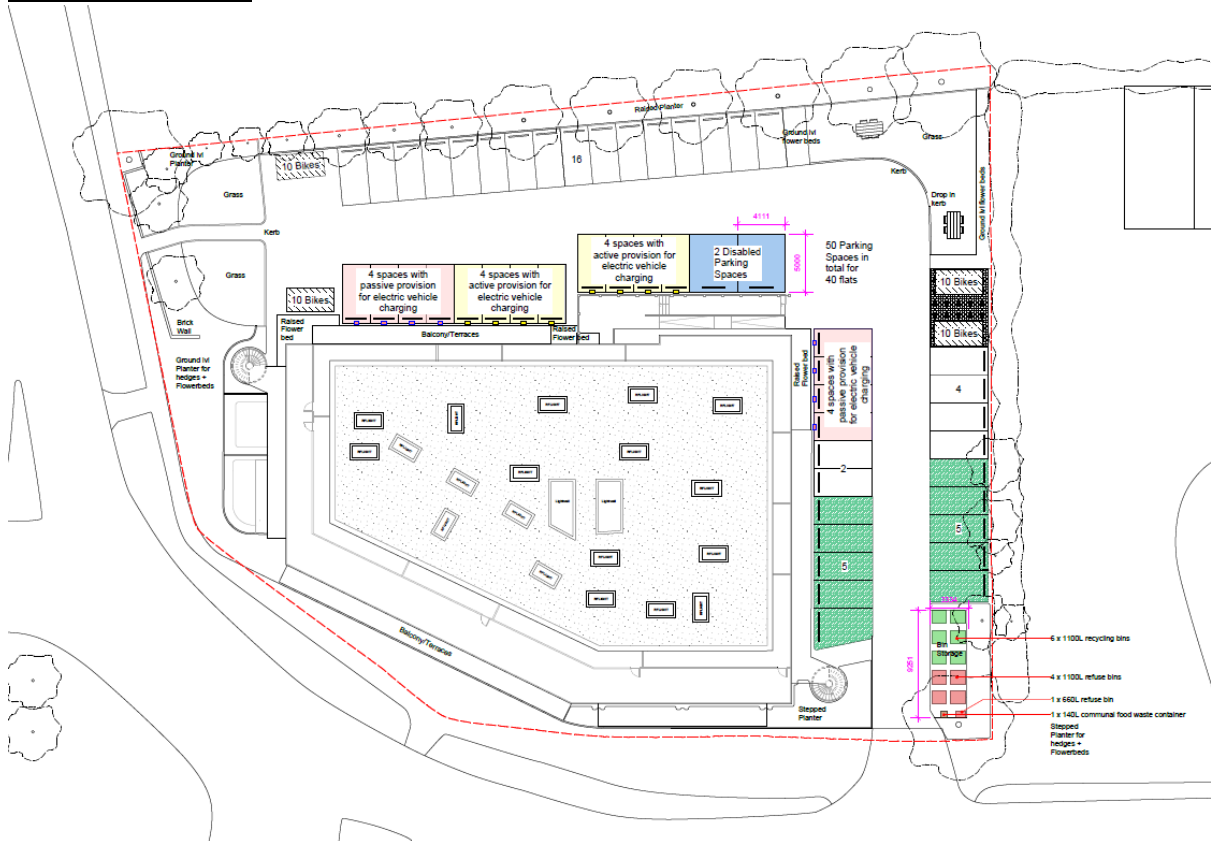 Raised Planter
Ground lvl
Planter
10 Bikes
16
Ground lvl
flower beds
Grass
Grass
Kerb
Kerb
Drop in
kerb
Ground lvl flower beds
4111
5000
4 spaces with
active provision for
electric vehicle
charging
2 Disabled
Parking
Spaces
50 Parking
Spaces in
total for
40 flats
4 spaces with
passive provision
for electric vehicle
charging
4 spaces with
active provision for
electric vehicle
charging
Grass
10 Bikes
Brick
Wall
Raised
Flower
bed
Balcony/Terraces
Raised
Flower bed
10 Bikes
10 Bikes
Raised
Flower bed
4 spaces with
passive provision
for electric vehicle
charging
Ground lvl
Planter for
hedges +
Flowerbeds
4
2
5
5
Balcony/Terraces
9251
Bin
Storage
6 x 1100L recycling bins
4 x 1100L refuse bins
1 x 660L refuse bin
1 x 140L communal food waste container
Stepped
Planter
Stepped
Planter for
hedges +
Flowerbeds